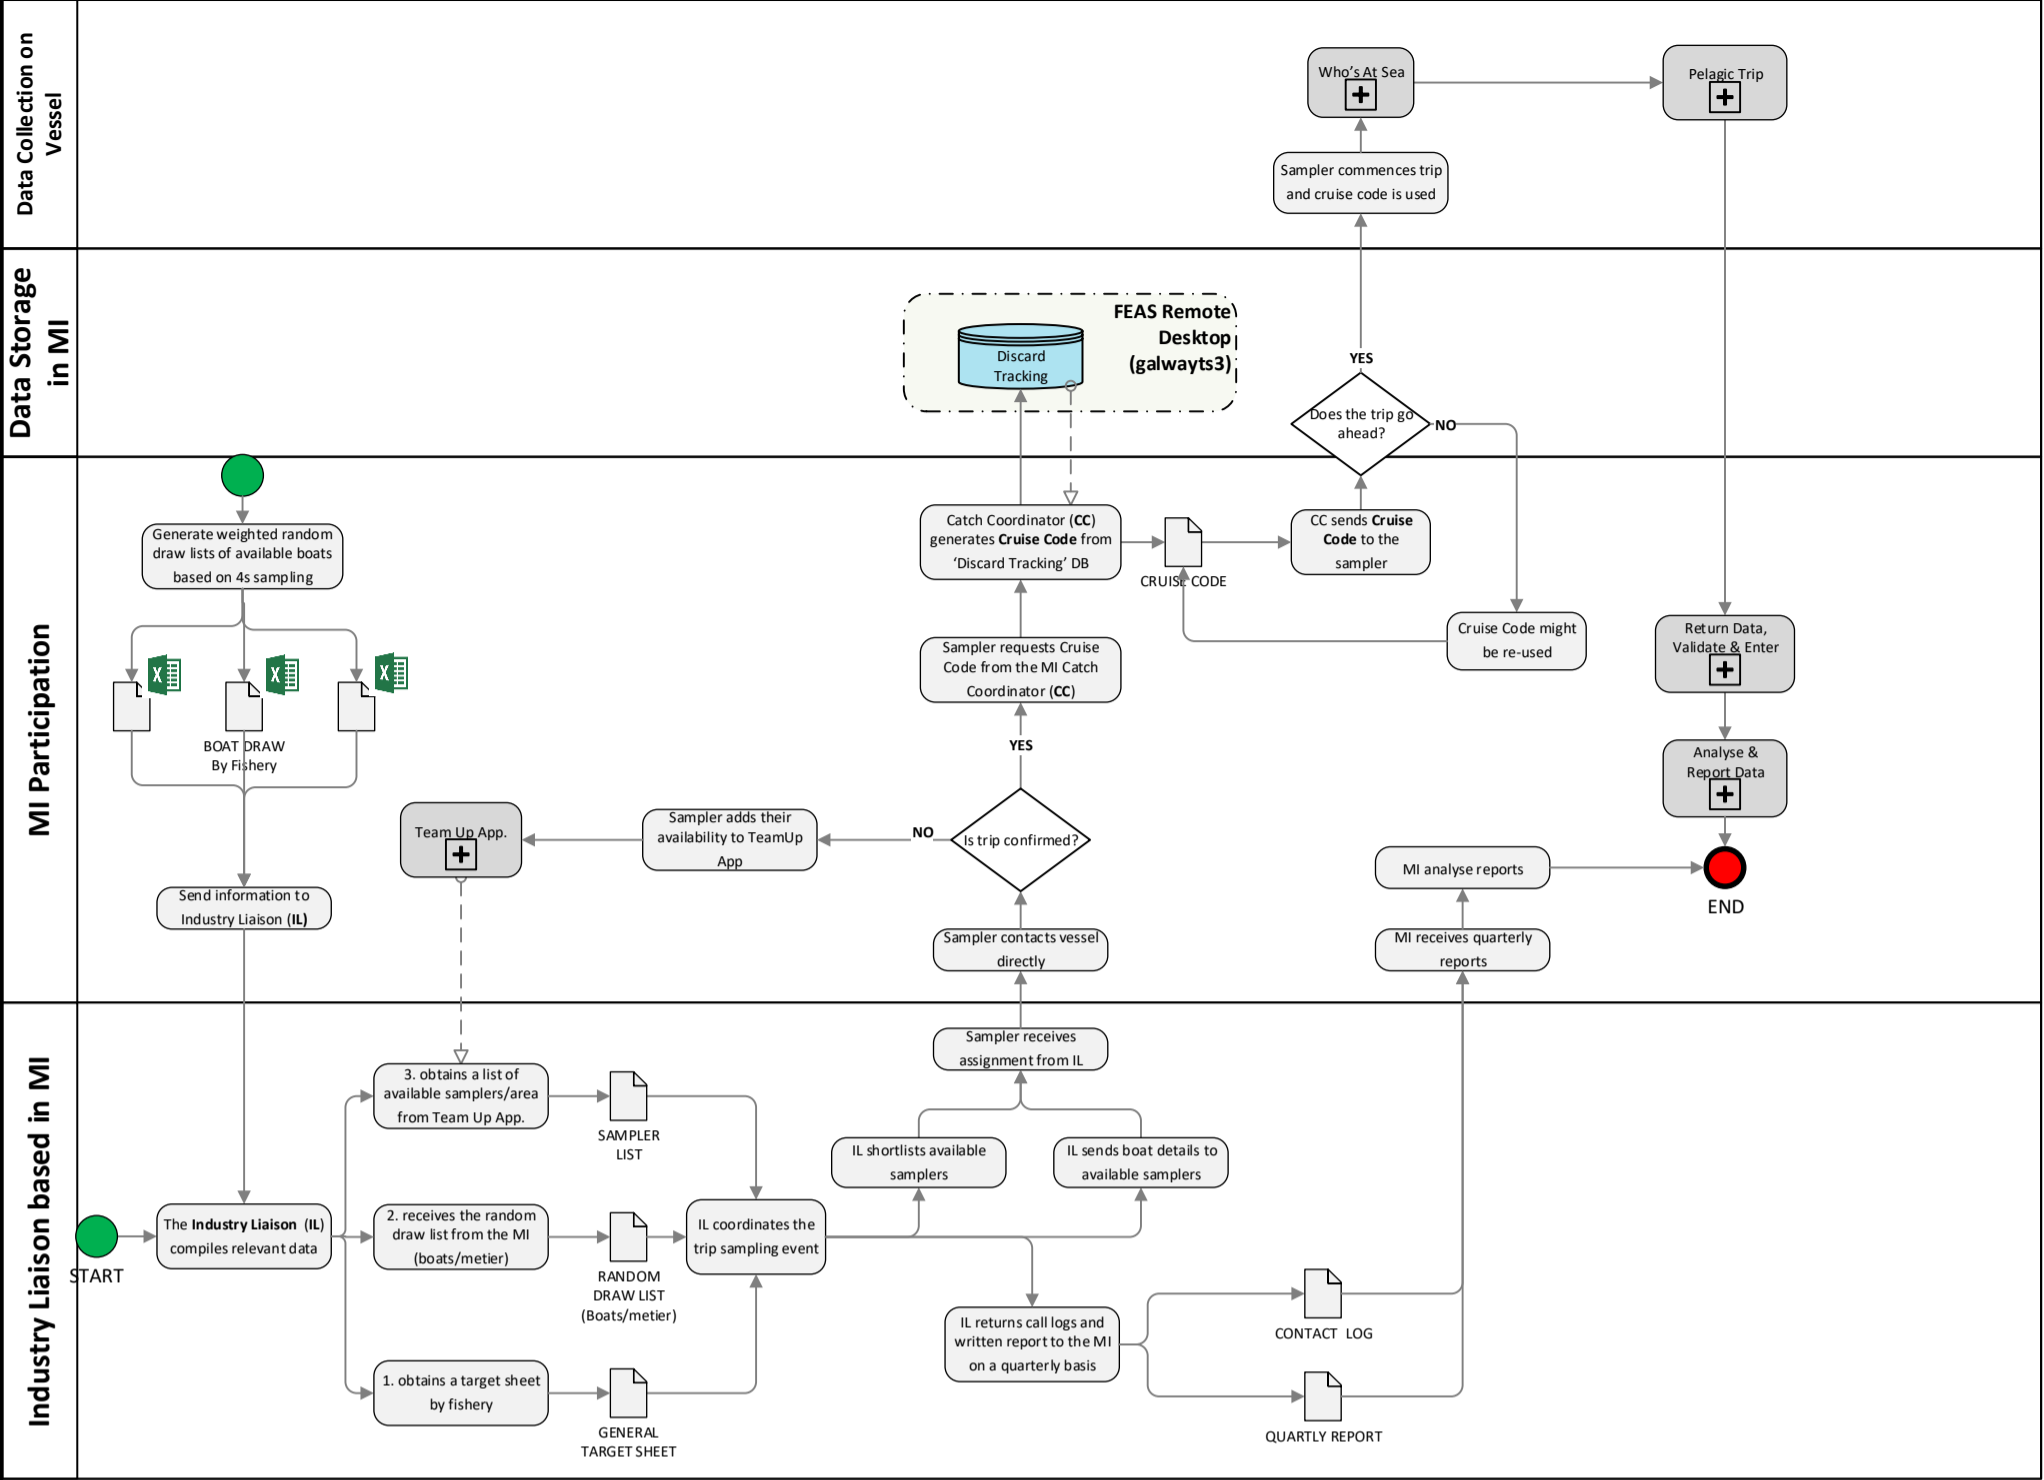 Data Collection on
Vessel
Who's At Sea
Pelagic Trip
Sampler commences trip
and cruise code is used
Data Storage
in MI
FEAS Remote
Desktop
(galwayts3)
Discard
Tracking
YES
Does the trip go
ahead?
NO
MI Participation
Generate weighted random
draw lists of available boats
based on 4s sampling
BOAT DRAW
By Fishery
Send information to
Industry Liaison (IL)
Catch Coordinator (CC)
generates Cruise Code from
‘Discard Tracking’ DB
CRUISE CODE
CC sends Cruise
Code to the
sampler
Cruise Code might
be re-used
Sampler requests Cruise
Code from the MI Catch
Coordinator (CC)
YES
Is trip confirmed?
NO
Sampler adds their
availability to TeamUp
App
Team Up App.
Sampler contacts vessel
directly
Return Data,
Validate & Enter
Analyse &
Report Data
MI analyse reports
END
MI receives quarterly
reports
Industry Liaison based in MI
START
The Industry Liaison (IL)
compiles relevant data
3. obtains a list of
available samplers/area
from Team Up App.
SAMPLER
LIST
2. receives the random
draw list from the MI
(boats/metier)
RANDOM
DRAW LIST
(Boats/metier)
1. obtains a target sheet
by fishery
GENERAL
TARGET SHEET
IL coordinates the
trip sampling event
Sampler receives
assignment from IL
IL shortlists available
samplers
IL sends boat details to
available samplers
IL returns call logs and
written report to the MI
on a quarterly basis
CONTACT LOG
QUARTLY REPORT